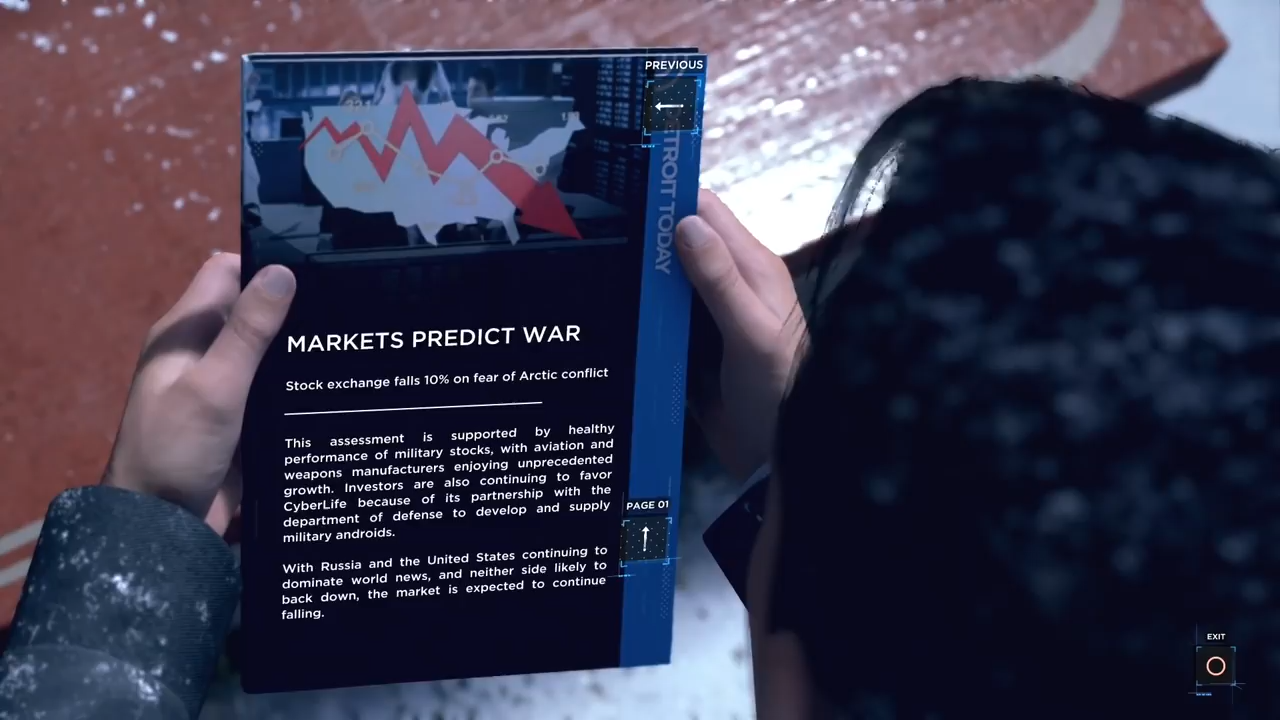 PREVIOUS
TROIT TODAY
MARKETS PREDICT WAR
Stock exchange falls 10% on fear of Arctic conflict
This assessment is supported by healthy
performance of military stocks, with aviation and
weapons manufacturers enjoying unprecedented
growth. Investors are also continuing to favor
CyberLife because of its partnership with the
department of defense to develop and supply
military androids.
PAGE 01
With Russia and the United States continuing to
dominate world news, and neither side likely to
back down, the market is expected to continue
falling.
EXIT